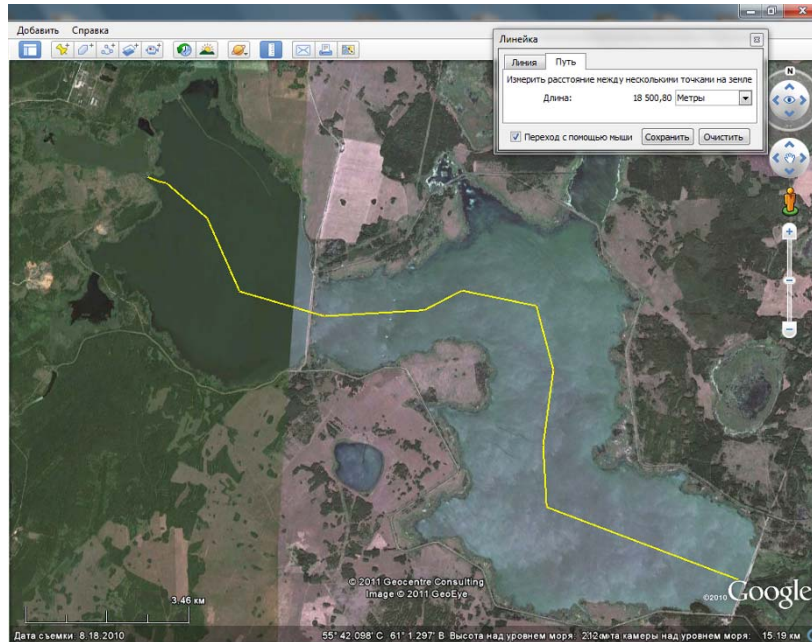 Добавить Справка
Линейка
Линия Путь
Измерить расстояние между несколькими точками на земле
Длина: 18 500,80 Метры
Переход с помощью мыши Сохранить Очистить
N
3.46 км
© 2011 Geocentre Consulting
Image © 2011 GeoEye
©2010 Google
Дата съемки 8.18.2010 55° 42.098' С 61° 1.297' В Высота над уровнем моря камеры над уровнем моря: 15.19 км